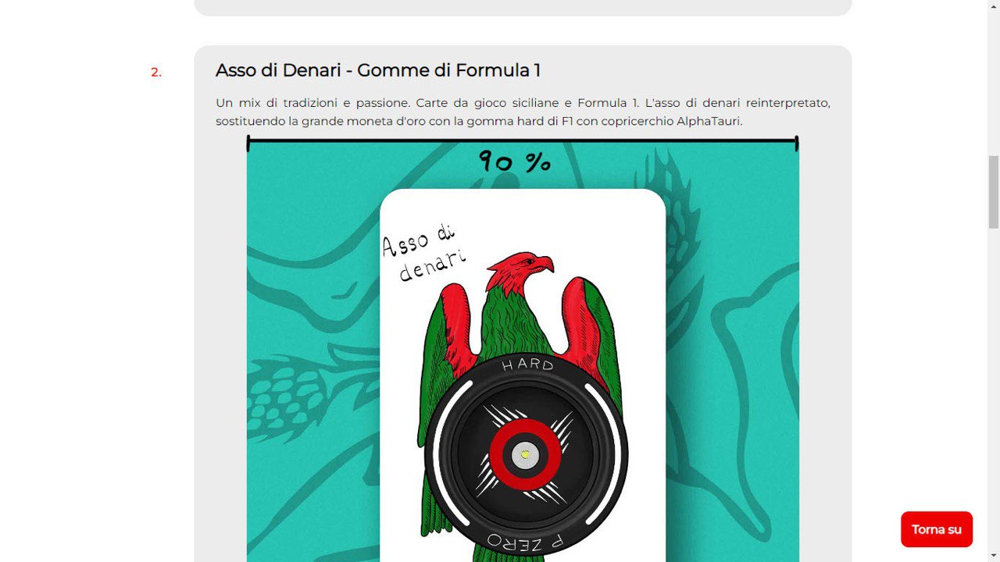 2.
Asso di Denari - Gomme di Formula 1
Un mix di tradizioni e passione. Carte da gioco siciliane e Formula 1. L'asso di denari reinterpretato,
sostituendo la grande moneta d'oro con la gomma hard di F1 con copricerchio AlphaTauri.
90 %
Asso di
denari
HARD
P ZERO
Torna su